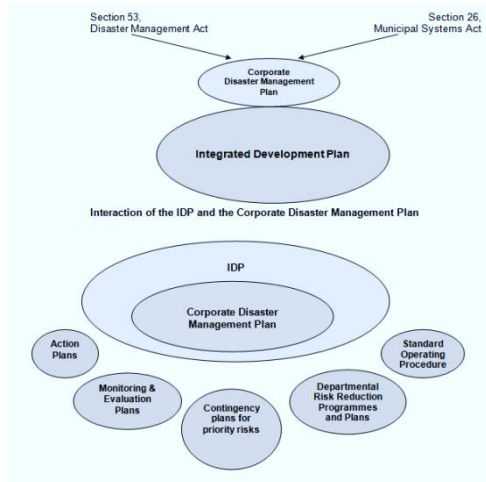 Section 53,
Disaster Management Act
Section 26,
Municipal Systems Act
Corporate
Disaster Management
Plan
Integrated Development Plan
Interaction of the IDP and the Corporate Disaster Management Plan
IDP
Corporate Disaster
Management Plan
Action
Plans
Monitoring &
Evaluation
Plans
Contingency
plans for
priority risks
Departmental
Risk Reduction
Programmes
and Plans
Standard
Operating
Procedure